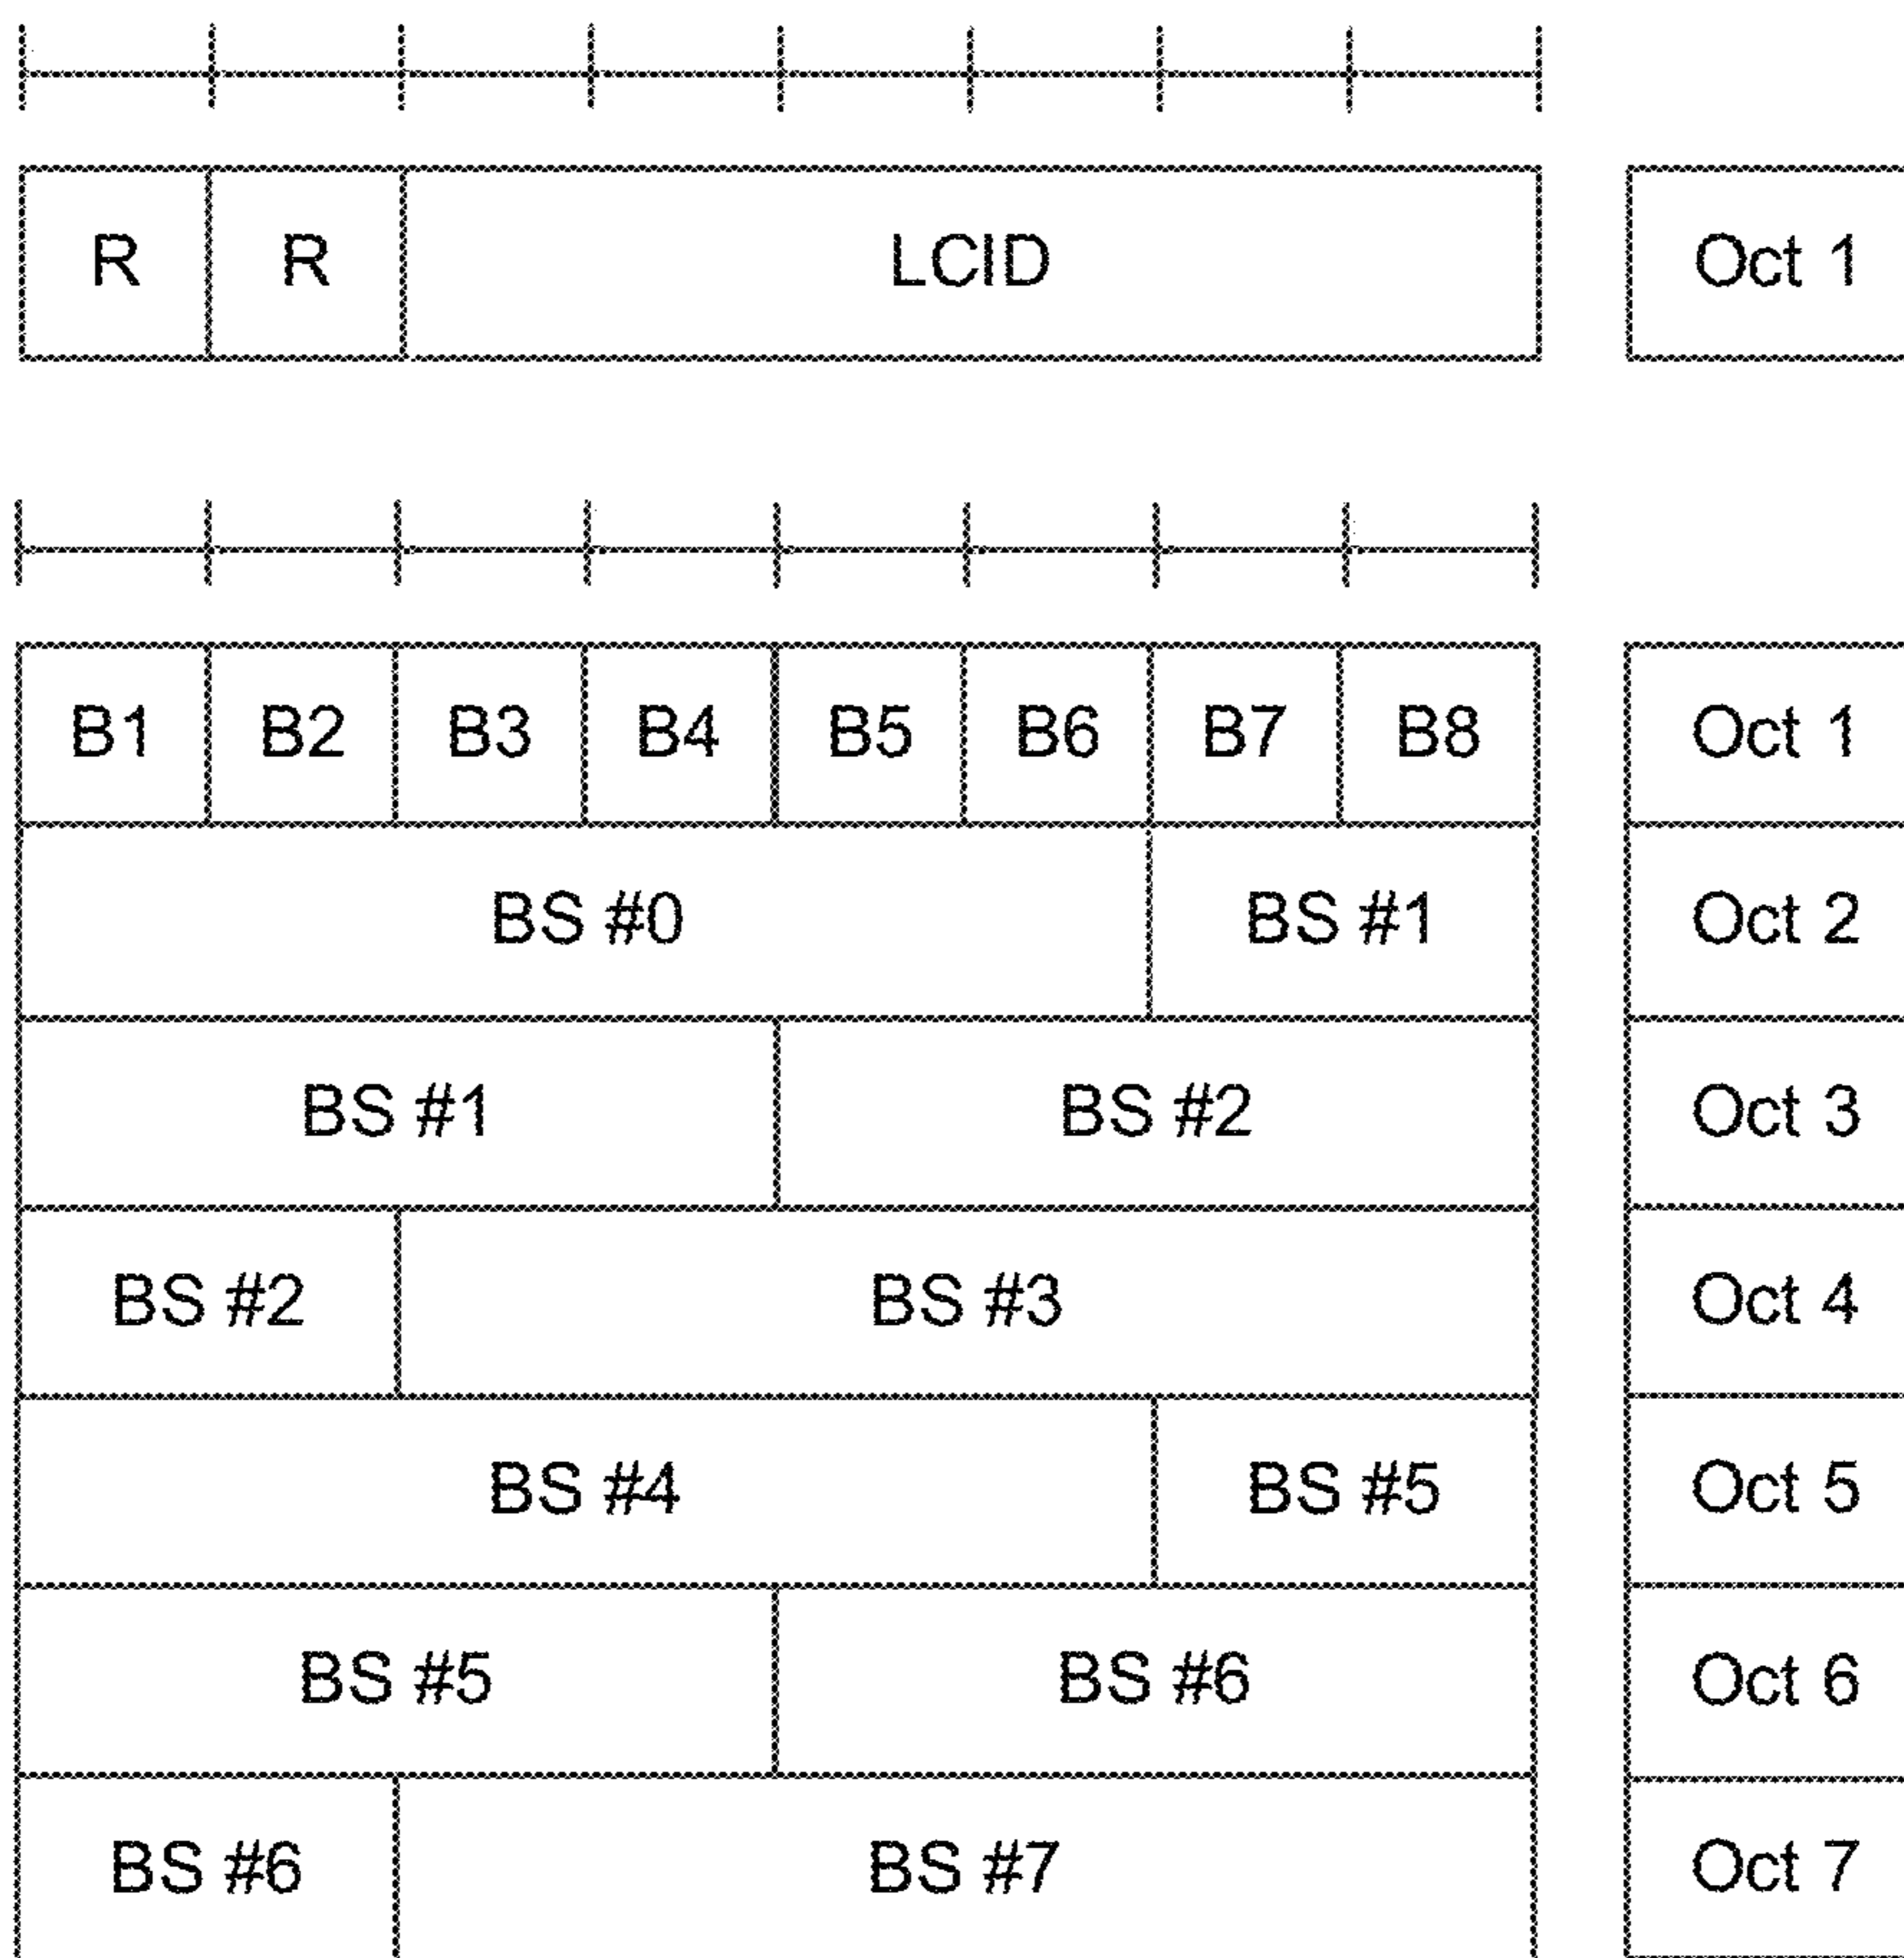 R R LCID Oct 1
B1 B2 B3 B4 B5 B6 B7 B8 Oct 1
BS #0 BS #1 Oct 2
BS #1 BS #2 Oct 3
BS #2 BS #3 Oct 4
BS #4 BS #5 Oct 5
BS #5 BS #6 Oct 6
BS #6 BS #7 Oct 7